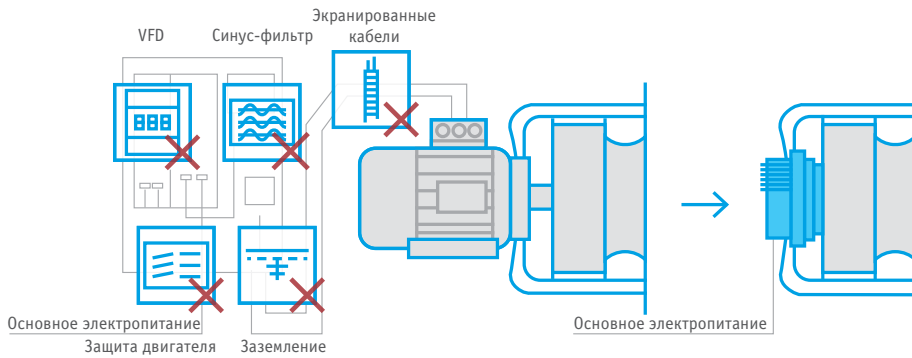 Экранированные
кабели
VFD
Синус-фильтр
Основное электропитание
Защита двигателя
Заземление
Основное электропитание